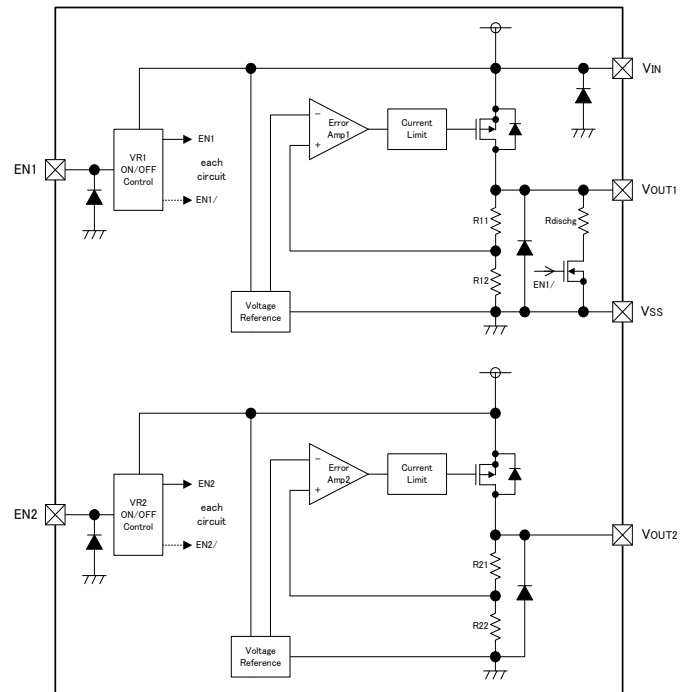 VIN
EN1
VR1
ON/OFF
Control
EN1
each
circuit
EN1/
−
+
Error
Amp1
Current
Limit
VOUT1
R11
R12
Rdischg
EN1/
Voltage
Reference
VSS
EN2
VR2
ON/OFF
Control
EN2
each
circuit
EN2/
−
+
Error
Amp2
Current
Limit
VOUT2
R21
R22
Voltage
Reference